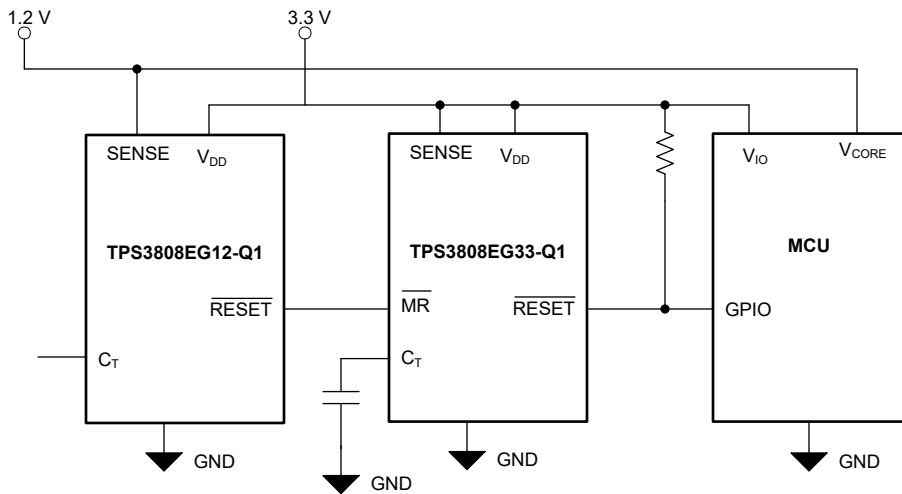 1.2 V
3.3 V
SENSE
VDD
TPS3808EG12-Q1
RESET
CT
GND
SENSE
VDD
TPS3808EG33-Q1
MR
RESET
CT
GND
GND
VIO
VCORE
MCU
GPIO
GND